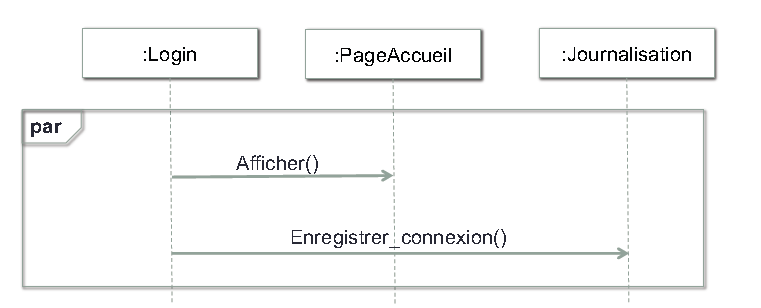 :Login
:PageAccueil
:Journalisation
par
Afficher()
Enregistrer_connexion()